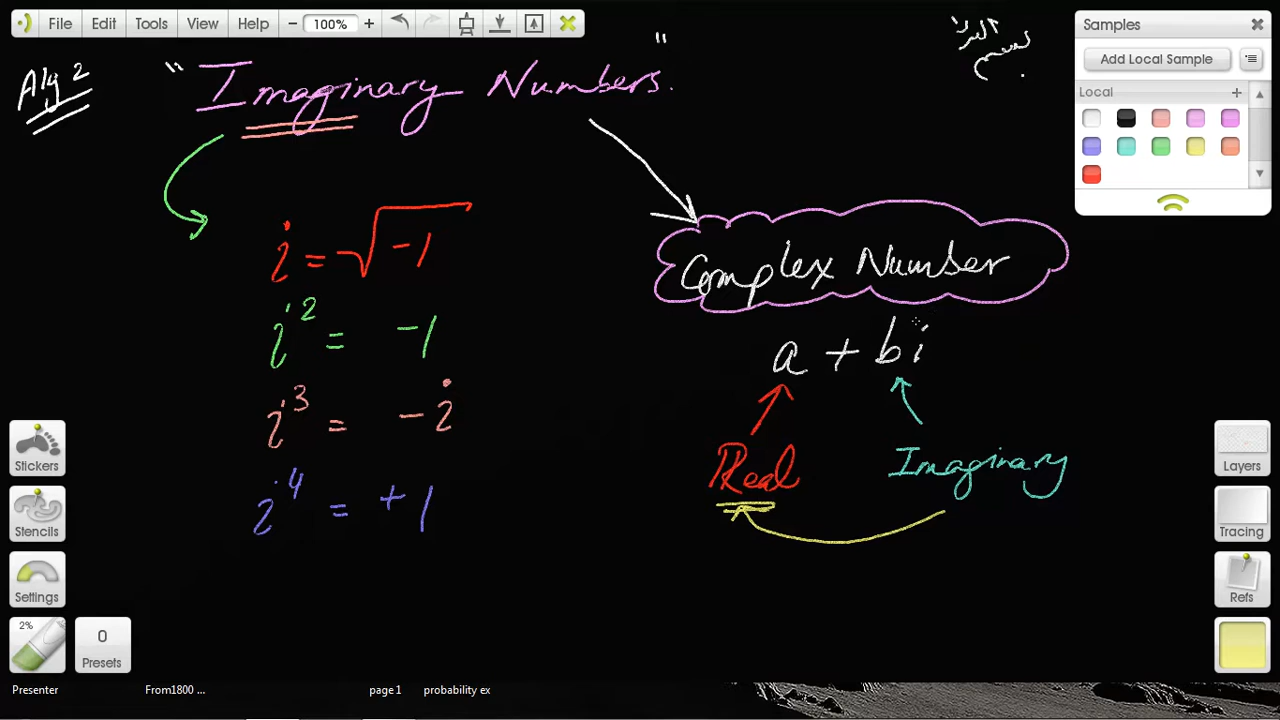 File Edit Tools View Help − 100% +
Samples
Add Local Sample
Local +
Alg 2
"Imaginary Numbers."
i = √-1
i² = -1
i³ = -i
i⁴ = +1
Complex Number
a + bi
Real
Imaginary
Stickers
Stencils
Settings
2%
0
Presets
Layers
Tracing
Refs
Presenter From1800 ... page 1 probability ex